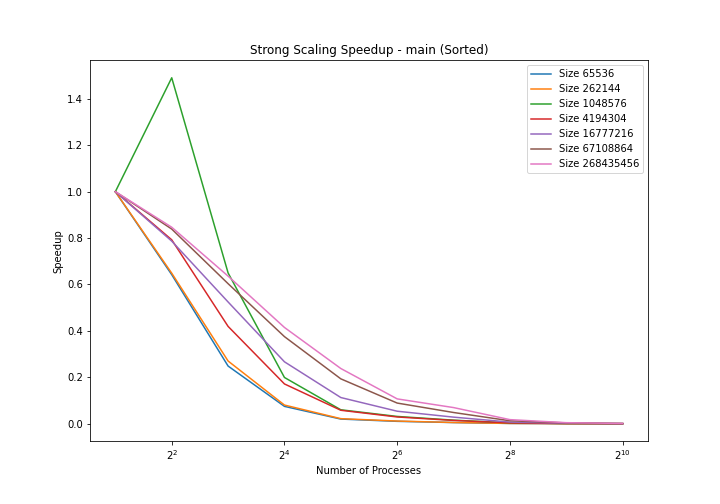 Strong Scaling Speedup - main (Sorted)
Size 65536
Size 262144
Size 1048576
Size 4194304
Size 16777216
Size 67108864
Size 268435456
Speedup
1.4
1.2
1.0
0.8
0.6
0.4
0.2
0.0
2² 2⁴ 2⁶ 2⁸ 2¹⁰
Number of Processes